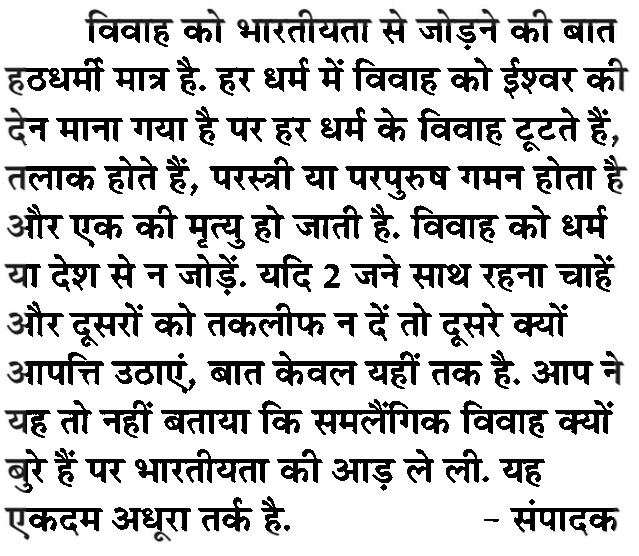 विवाह को भारतीयता से जोड़ने की बात
हठधर्मी मात्र है. हर धर्म में विवाह को ईश्वर की
देन माना गया है पर हर धर्म के विवाह टूटते हैं,
तलाक होते हैं, परस्त्री या परपुरुष गमन होता है
और एक की मृत्यु हो जाती है. विवाह को धर्म
या देश से न जोड़ें. यदि 2 जने साथ रहना चाहें
और दूसरों को तकलीफ न दें तो दूसरे क्यों
आपत्ति उठाएं, बात केवल यहीं तक है. आप ने
यह तो नहीं बताया कि समलैंगिक विवाह क्यों
बुरे हैं पर भारतीयता की आड़ ले ली. यह
एकदम अधूरा तर्क है. – संपादक